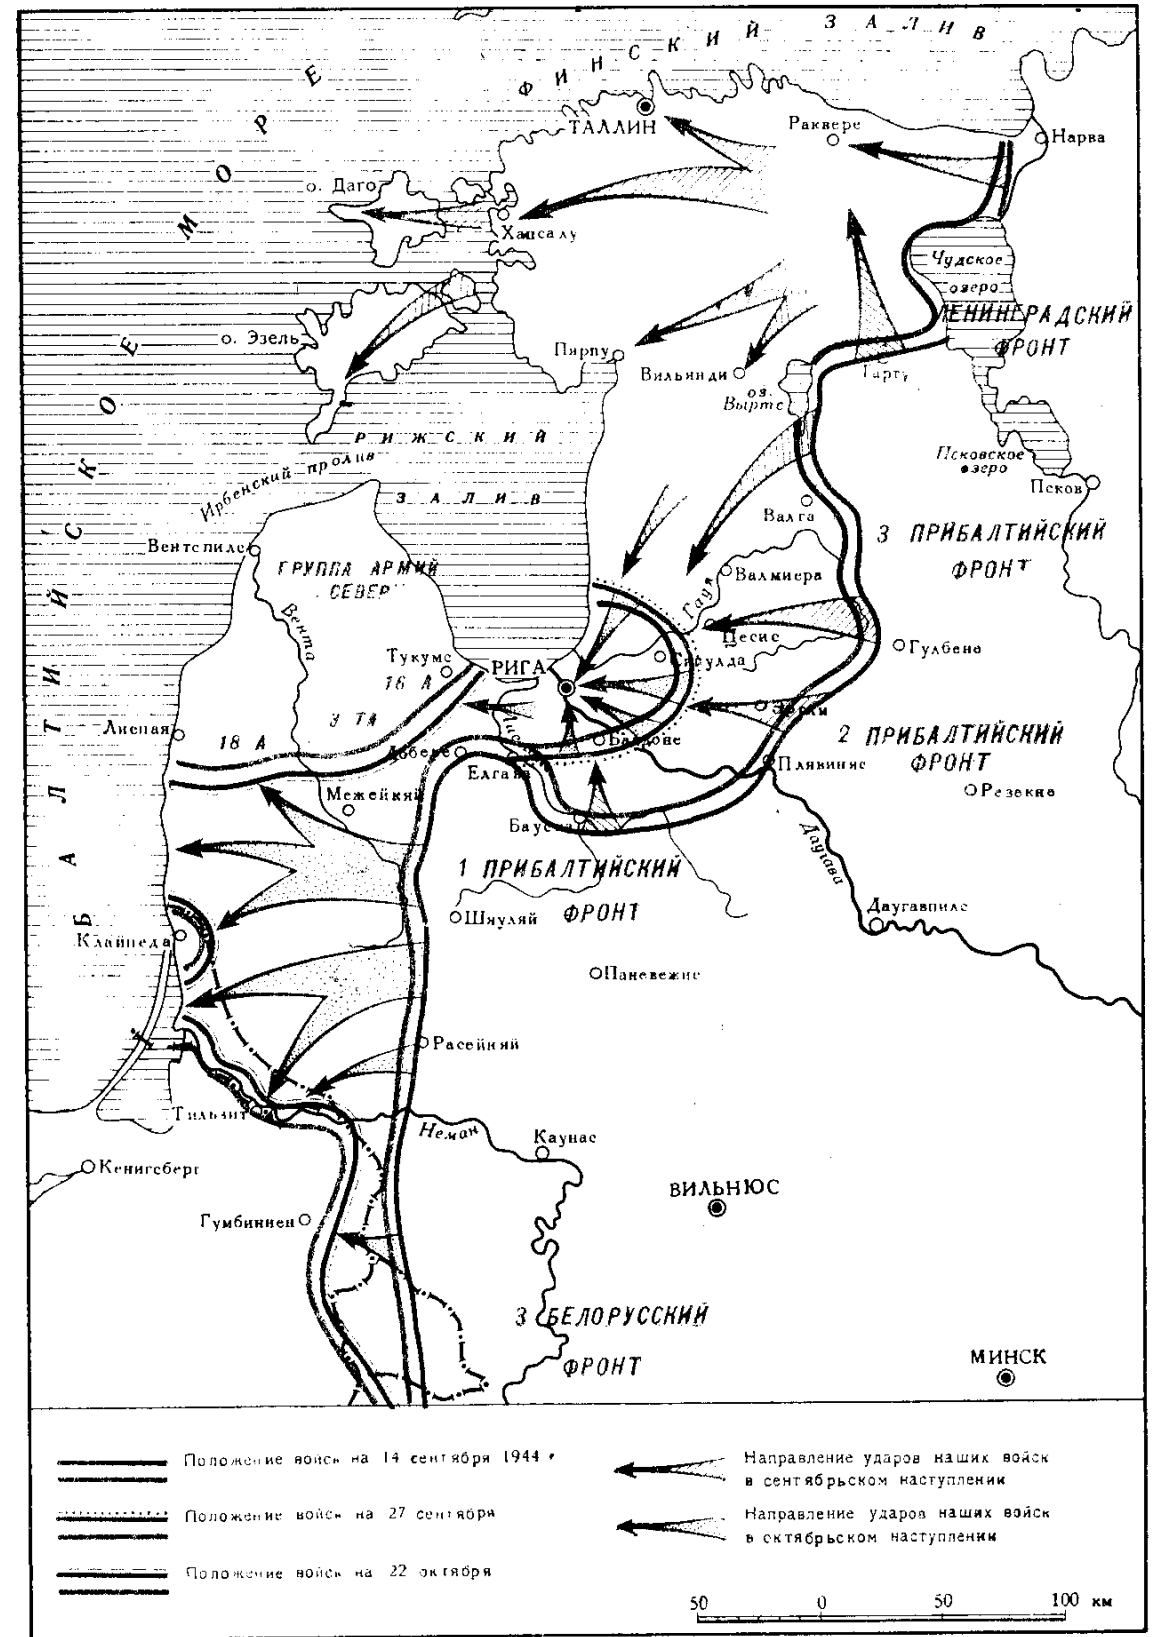 ФИНСКИЙ ЗАЛИВ
БАЛТИЙСКОЕ МОРЕ
ТАЛЛИН
Раквере
Нарва
о. Даго
Хапсалу
Чудское
озеро
ЛЕНИНГРАДСКИЙ
ФРОНТ
о. Эзель
Пярну
Вильянди
Тарту
оз.
Выртс
РИЖСКИЙ
ЗАЛИВ
Ирбенский пролив
Псковское
озеро
Псков
Валга
3 ПРИБАЛТИЙСКИЙ
ФРОНТ
Вентспилс
ГРУППА АРМИЙ
"СЕВЕР"
Вента
Валмиера
Гауя
Цесис
Сигулда
Гулбене
Тукумс
16 А
РИГА
3 ТА
18 А
Лиепая
Добеле
Елгава
Балдоне
Плявиняс
2 ПРИБАЛТИЙСКИЙ
ФРОНТ
Резекне
Межейкяй
Бауска
Даугава
1 ПРИБАЛТИЙСКИЙ
ФРОНТ
Шяуляй
Даугавпилс
Клайпеда
Паневежис
Расейняй
Тильзит
Неман
Каунас
Кенигсберг
ВИЛЬНЮС
Гумбиннен
3 БЕЛОРУССКИЙ
ФРОНТ
МИНСК
Положение войск на 14 сентября 1944 г
Положение войск на 27 сентября
Положение войск на 22 октября
Направление ударов наших войск
в сентябрьском наступлении
Направление ударов наших войск
в октябрьском наступлении
50 0 50 100 км